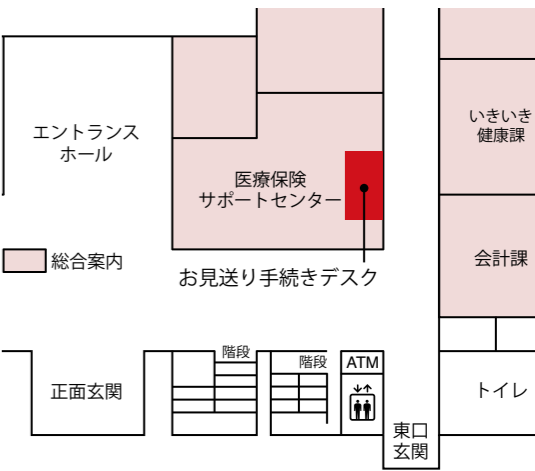 エントランス
ホール
医療保険
サポートセンター
いきいき
健康課
総合案内
お見送り手続きデスク
会計課
階段
階段
ATM
正面玄関
トイレ
東口
玄関